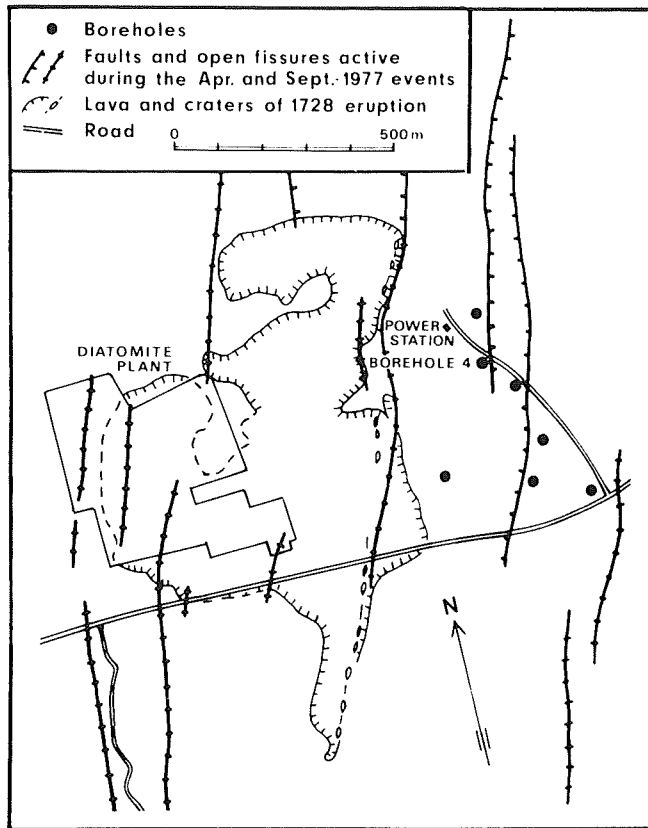 Boreholes
Faults and open fissures active
during the Apr. and Sept.-1977 events
Lava and craters of 1728 eruption
Road
0 500 m
POWER
STATION
DIATOMITE
PLANT
BOREHOLE 4
N